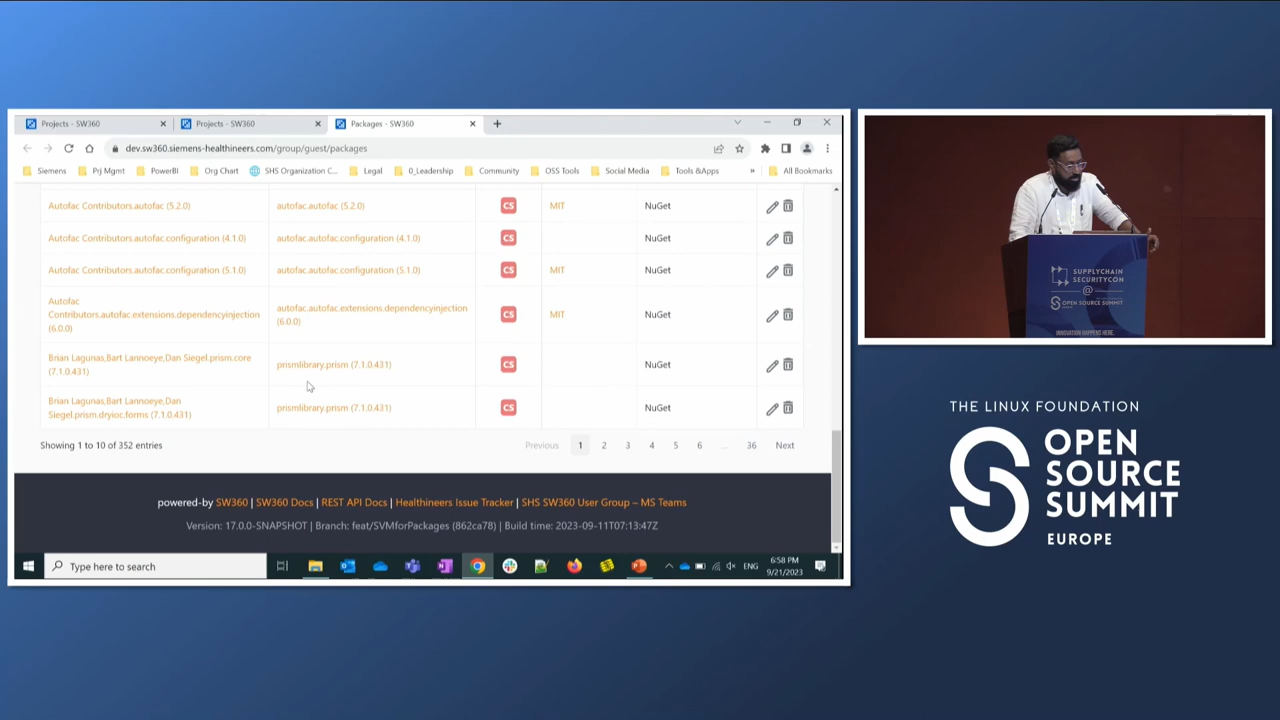 Projects - SW360
Projects - SW360
Packages - SW360
dev.sw360.siemens-healthineers.com/group/guest/packages
Siemens
Prj Mgmt
PowerBI
Org Chart
SHS Organization C...
Legal
0_Leadership
Community
OSS Tools
Social Media
Tools &Apps
»
All Bookmarks
Autofac Contributors.autofac (5.2.0)
autofac.autofac (5.2.0)
CS
MIT
NuGet
Autofac Contributors.autofac.configuration (4.1.0)
autofac.autofac.configuration (4.1.0)
CS
NuGet
Autofac Contributors.autofac.configuration (5.1.0)
autofac.autofac.configuration (5.1.0)
CS
MIT
NuGet
Autofac
Contributors.autofac.extensions.dependencyinjection
(6.0.0)
autofac.autofac.extensions.dependencyinjection
(6.0.0)
CS
MIT
NuGet
Brian Lagunas,Bart Lannoeye,Dan Siegel.prism.core
(7.1.0.431)
prismlibrary.prism (7.1.0.431)
CS
NuGet
Brian Lagunas,Bart Lannoeye,Dan
Siegel.prism.dryioc.forms (7.1.0.431)
prismlibrary.prism (7.1.0.431)
CS
NuGet
Showing 1 to 10 of 352 entries
Previous 1 2 3 4 5 6 ... 36 Next
powered-by SW360 | SW360 Docs | REST API Docs | Healthineers Issue Tracker | SHS SW360 User Group – MS Teams
Version: 17.0.0-SNAPSHOT | Branch: feat/SVMforPackages (862ca78) | Build time: 2023-09-11T07:13:47Z
Type here to search
ENG
6:58 PM
9/21/2023
SUPPLYCHAIN
SECURITYCON
@
OPEN SOURCE SUMMIT
INNOVATION HAPPENS HERE.
THE LINUX FOUNDATION
OPEN
SOURCE
SUMMIT
EUROPE